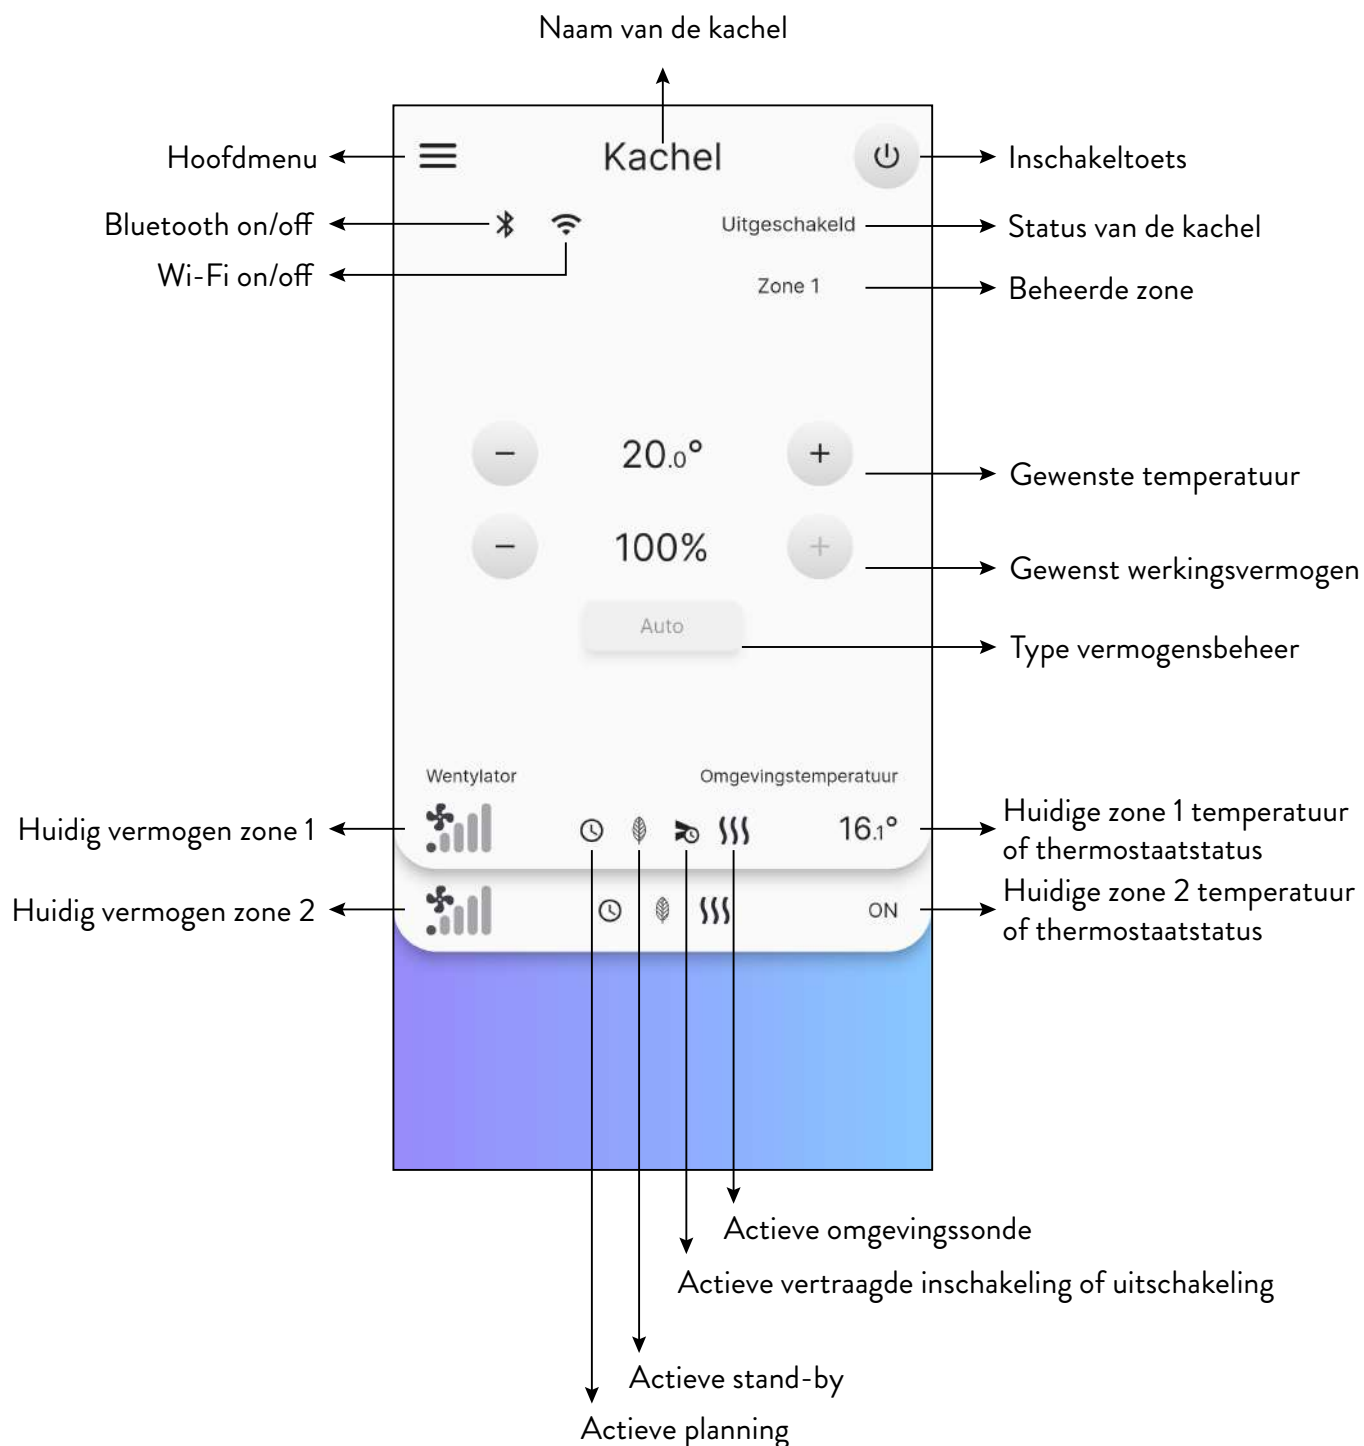 Naam van de kachel
Hoofdmenu
Kachel
Inschakeltoets
Bluetooth on/off
Uitgeschakeld
Status van de kachel
Wi-Fi on/off
Zone 1
Beheerde zone
20.0°
Gewenste temperatuur
100%
Gewenst werkingsvermogen
Auto
Type vermogensbeheer
Wentylator
Omgevingstemperatuur
Huidig vermogen zone 1
16.1°
Huidige zone 1 temperatuur
of thermostaatstatus
Huidig vermogen zone 2
ON
Huidige zone 2 temperatuur
of thermostaatstatus
Actieve omgevingssonde
Actieve vertraagde inschakeling of uitschakeling
Actieve stand-by
Actieve planning